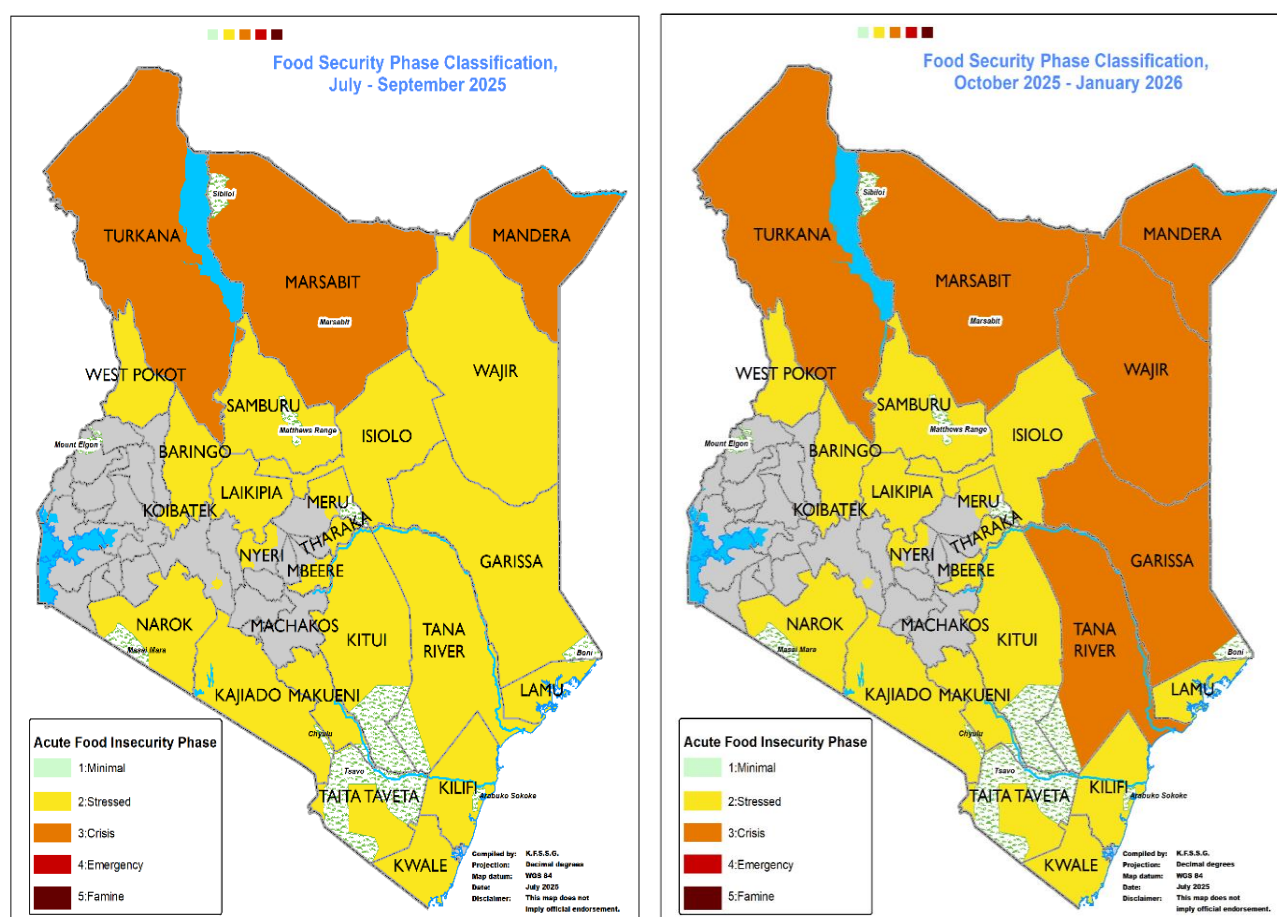 Food Security Phase Classification,
July - September 2025
Sibiloi
TURKANA
MANDERA
MARSABIT
Marsabit
WAJIR
WEST POKOT
SAMBURU
Matthews Range
ISIOLO
Mount Elgon
BARINGO
LAIKIPIA
MERU
KOIBATEK
THARAKA
NYERI
GARISSA
MBEERE
MACHAKOS
NAROK
KITUI
TANA
RIVER
Masai Mara
Boni
KAJIADO
MAKUENI
LAMU
Chyulu
Tsavo
TAITA TAVETA
KILIFI
Arabuko Sokoke
KWALE
Acute Food Insecurity Phase
1:Minimal
2:Stressed
3:Crisis
4:Emergency
5:Famine
Compiled by: K.F.S.S.G.
Projection: Decimal degrees
Map datum: WGS 84
Date: July 2025
Disclaimer: This map does not
imply official endorsement.
Food Security Phase Classification,
October 2025 - January 2026
Sibiloi
TURKANA
MANDERA
MARSABIT
Marsabit
WAJIR
WEST POKOT
SAMBURU
Matthews Range
ISIOLO
Mount Elgon
BARINGO
LAIKIPIA
MERU
KOIBATEK
THARAKA
NYERI
GARISSA
MBEERE
MACHAKOS
NAROK
KITUI
TANA
RIVER
Masai Mara
Boni
KAJIADO
MAKUENI
LAMU
Chyulu
Tsavo
TAITA TAVETA
KILIFI
Arabuko Sokoke
KWALE
Acute Food Insecurity Phase
1:Minimal
2:Stressed
3:Crisis
4:Emergency
5:Famine
Compiled by: K.F.S.S.G.
Projection: Decimal degrees
Map datum: WGS 84
Date: July 2025
Disclaimer: This map does not
imply official endorsement.